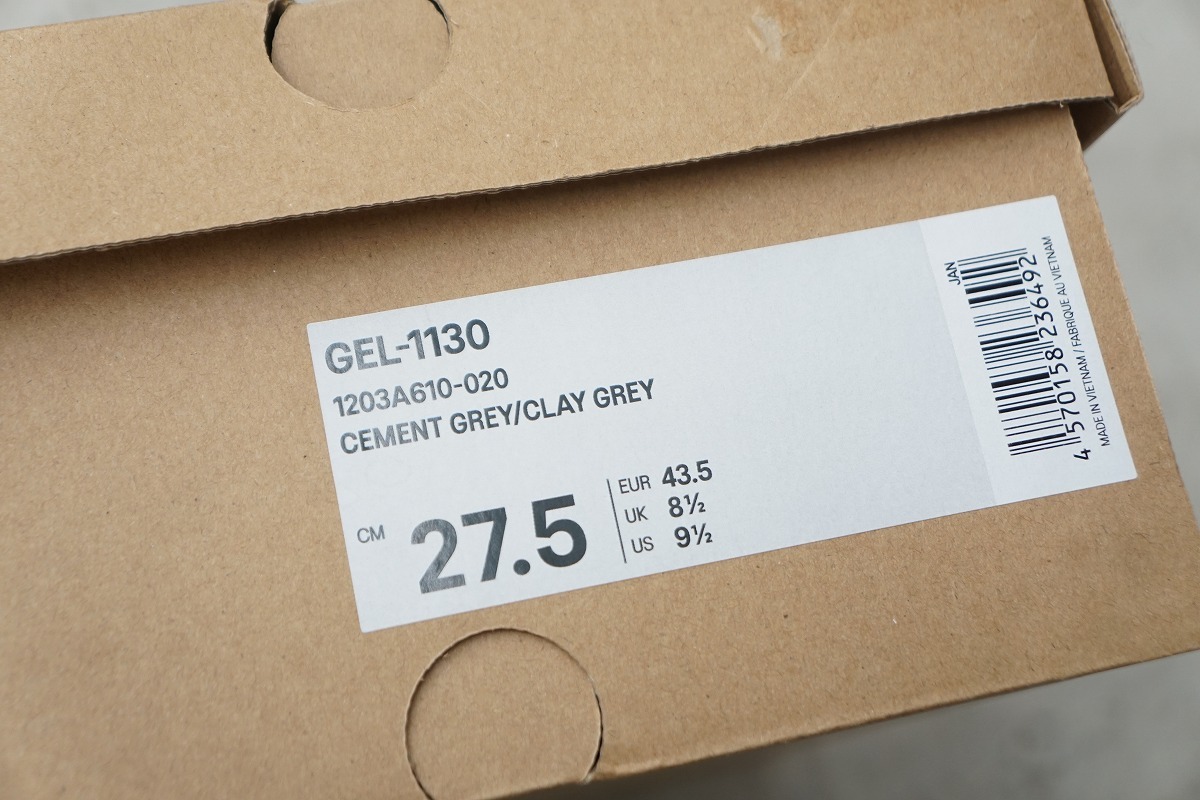 GEL-1130
1203A610-020
CEMENT GREY/CLAY GREY
CM 27.5
EUR 43.5
UK 8½
US 9½
JAN
4 570158 236492
MADE IN VIETNAM / FABRIQUE AU VIETNAM